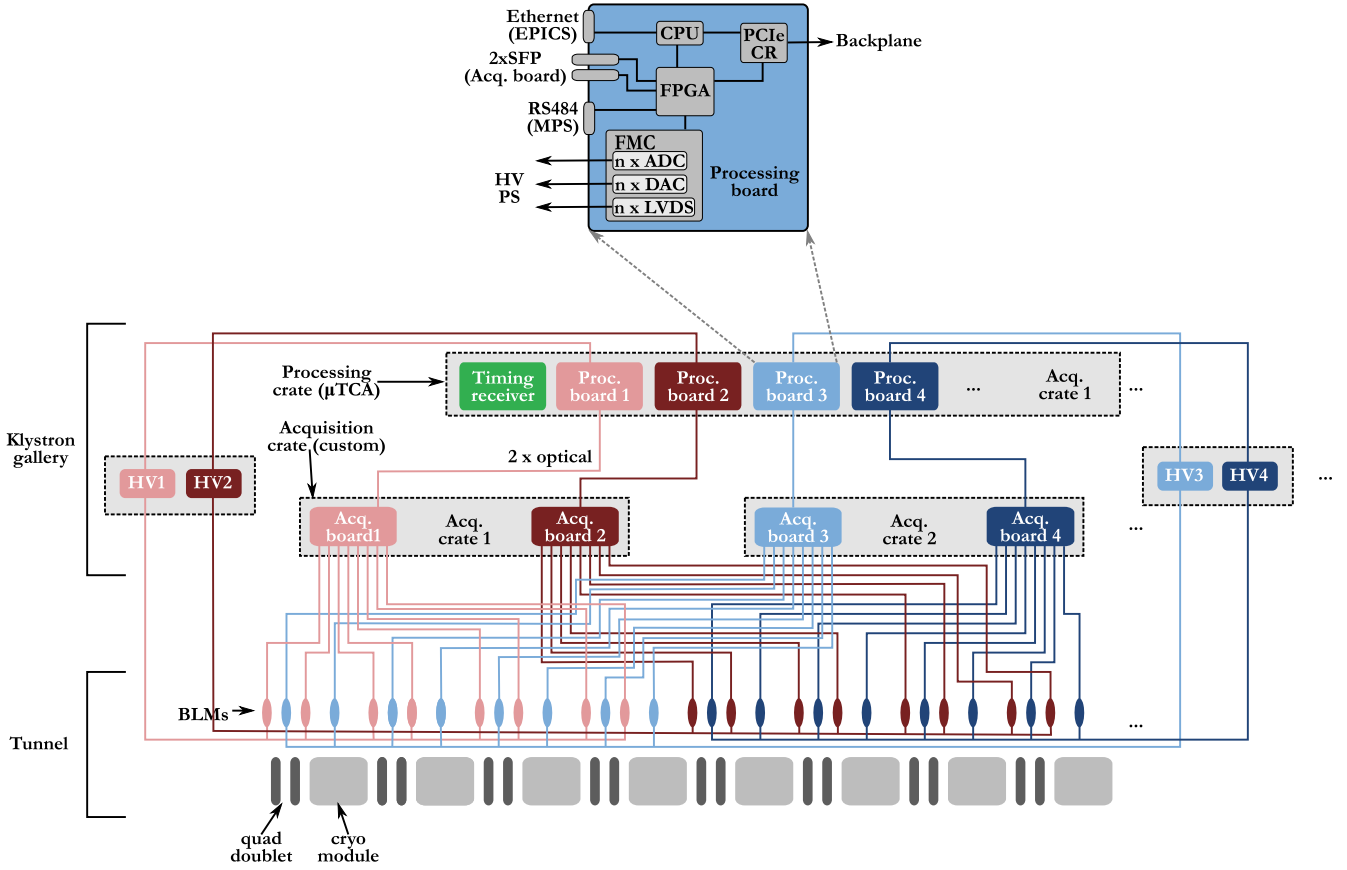 Ethernet
(EPICS)
CPU
PCIe
CR
Backplane
2xSFP
(Acq. board)
FPGA
RS484
(MPS)
FMC
n x ADC
n x DAC
n x LVDS
HV
PS
Processing
board
Klystron
gallery
Processing
crate (μTCA)
Timing
receiver
Proc.
board 1
Proc.
board 2
Proc.
board 3
Proc.
board 4
...
Acq.
crate 1
...
Acquisition
crate (custom)
2 x optical
HV1
HV2
HV3
HV4
...
Acq.
board1
Acq.
crate 1
Acq.
board 2
Acq.
board 3
Acq.
crate 2
Acq.
board 4
...
BLMs
...
Tunnel
quad
doublet
cryo
module